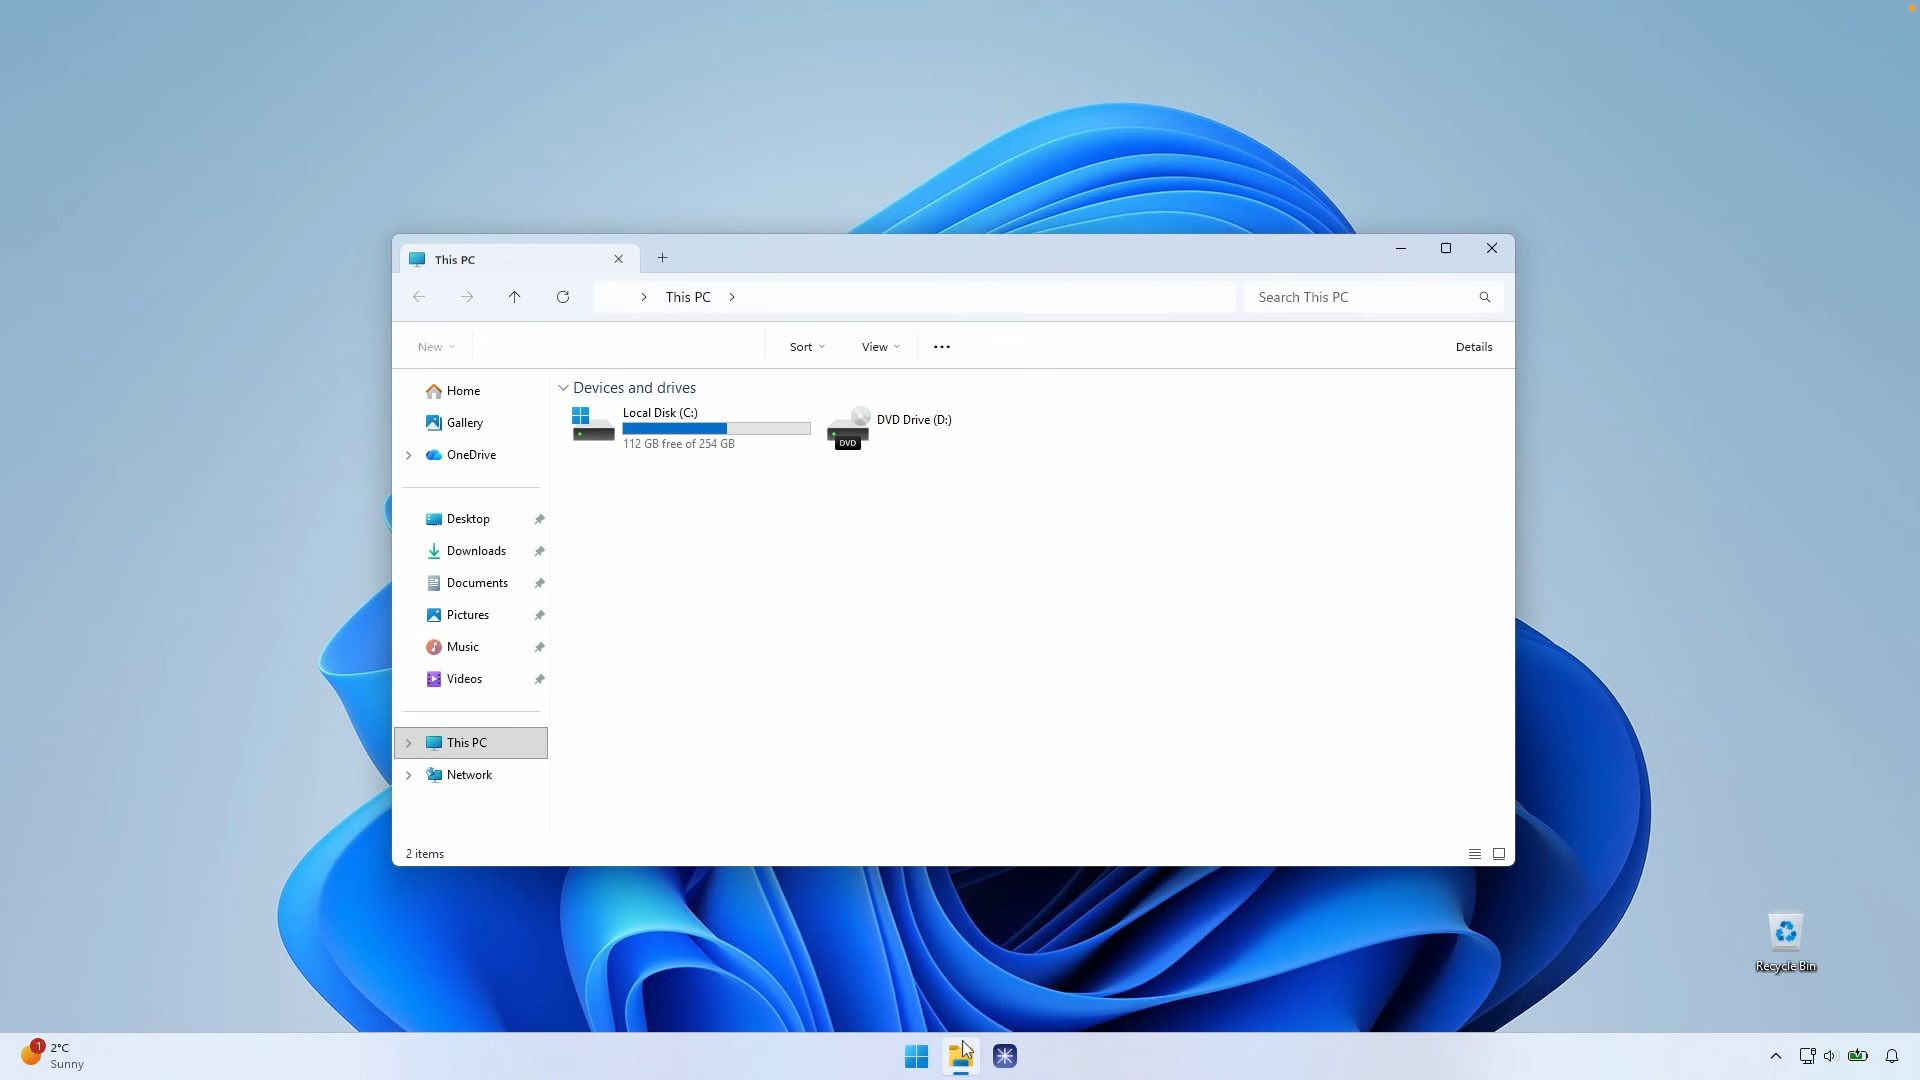 This PC
This PC
Search This PC
New
Sort
View
Details
Home
Gallery
OneDrive
Desktop
Downloads
Documents
Pictures
Music
Videos
This PC
Network
Devices and drives
Local Disk (C:)
112 GB free of 254 GB
DVD
DVD Drive (D:)
2 items
Recycle Bin
1
2°C
Sunny